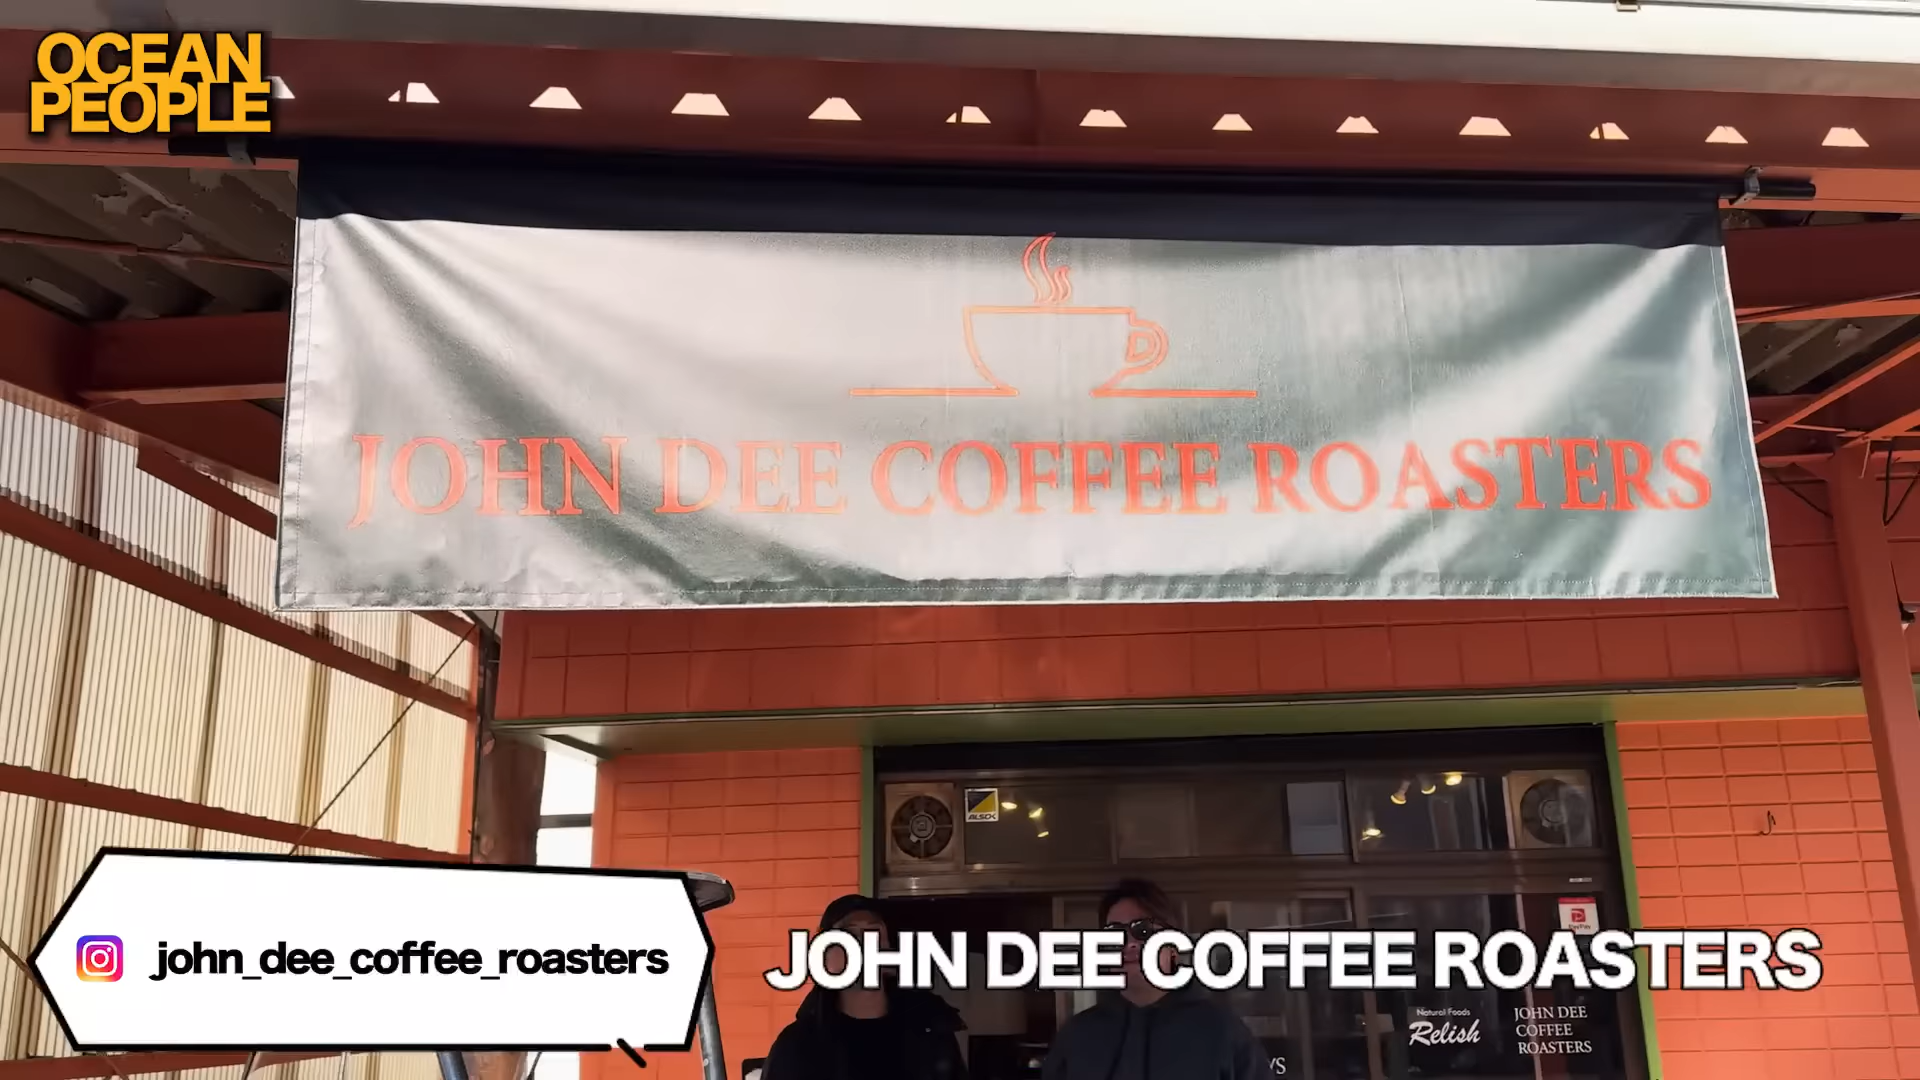 OCEAN
PEOPLE
D
JOHN DEE COFFEE ROASTERS
ALSOK
john_dee_coffee_roasters
JOHN DEE COFFEE ROASTERS
PayPay
Natural Foods
Relish
JOHN DEE
COFFEE
ROASTERS